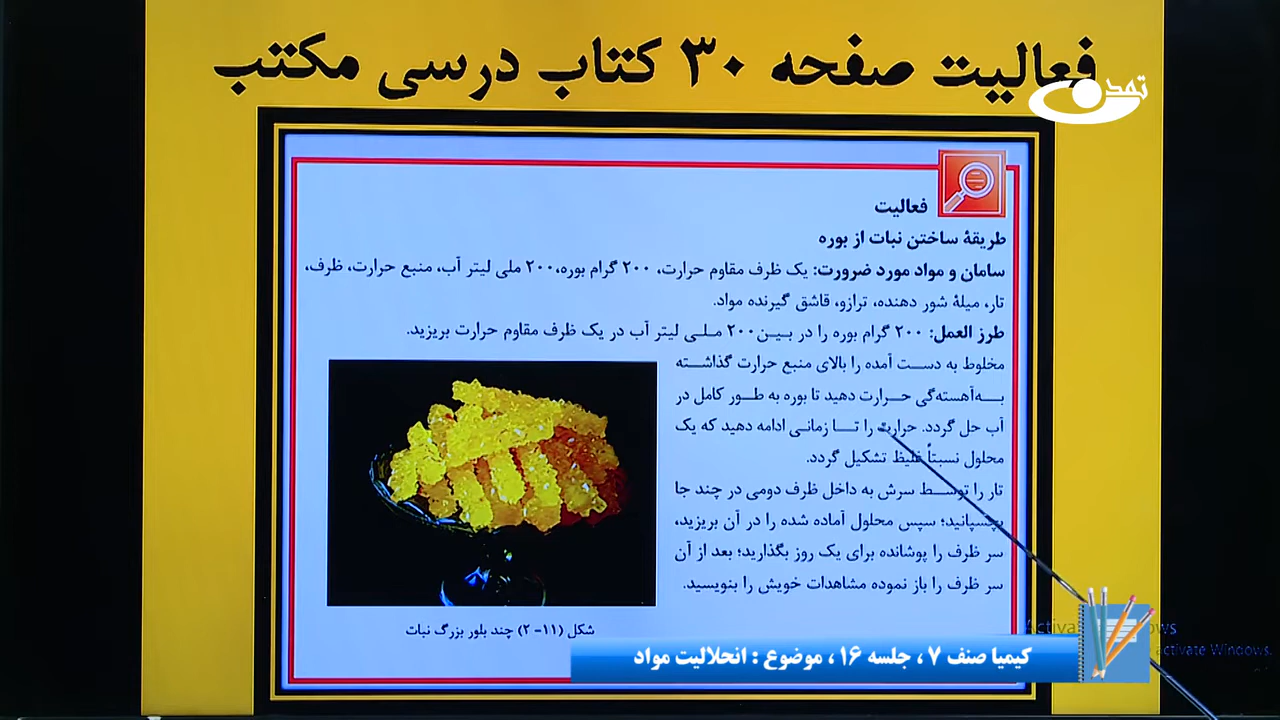 فعالیت صفحه ۳۰ کتاب درسی مکتب
تمدن
فعالیت
طریقۀ ساختن نبات از بوره
سامان و مواد مورد ضرورت: یک ظرف مقاوم حرارت، ۲۰۰ گرام بوره،۲۰۰ ملی لیتر آب، منبع حرارت، ظرف،
تار، میلۀ شور دهنده، ترازو، قاشق گیرنده مواد.
طرز العمل: ۲۰۰ گرام بوره را در بین۲۰۰ ملی لیتر آب در یک ظرف مقاوم حرارت بریزید.
مخلوط به دست آمده را بالای منبع حرارت گذاشته
به‌آهسته‌گی حرارت دهید تا بوره به طور کامل در
آب حل گردد. حرارت را تا زمانی ادامه دهید که یک
محلول نسبتاً غلیظ تشکیل گردد.
تار را توسط سرش به داخل ظرف دومی در چند جا
بچسپانید؛ سپس محلول آماده شده را در آن بریزید،
سر ظرف را پوشانده برای یک روز بگذارید؛ بعد از آن
سر ظرف را باز نموده مشاهدات خویش را بنویسید.
شکل (۱۱- ۲) چند بلور بزرگ نبات
کیمیا صنف ۷ ، جلسه ۱۶ ، موضوع : انحلالیت مواد
activate Windows.